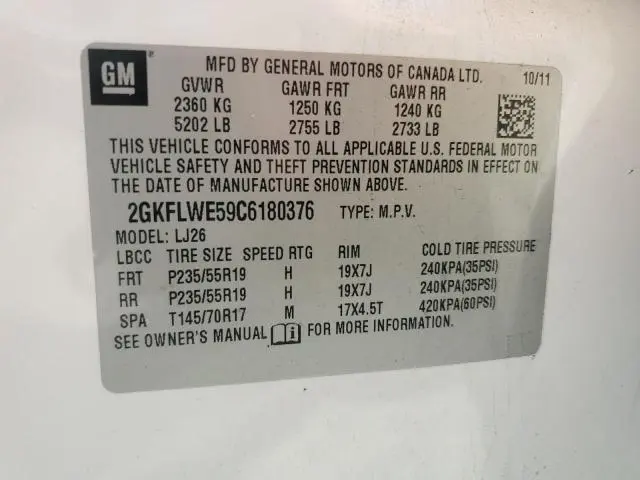 GM
MFD BY GENERAL MOTORS OF CANADA LTD. 10/11
GVWR GAWR FRT GAWR RR
2360 KG 1250 KG 1240 KG
5202 LB 2755 LB 2733 LB
THIS VEHICLE CONFORMS TO ALL APPLICABLE U.S. FEDERAL MOTOR
VEHICLE SAFETY AND THEFT PREVENTION STANDARDS IN EFFECT ON
THE DATE OF MANUFACTURE SHOWN ABOVE.
2GKFLWE59C6180376 TYPE: M.P.V.
MODEL: LJ26
LBCC TIRE SIZE SPEED RTG RIM COLD TIRE PRESSURE
FRT P235/55R19 H 19X7J 240KPA(35PSI)
RR P235/55R19 H 19X7J 240KPA(35PSI)
SPA T145/70R17 M 17X4.5T 420KPA(60PSI)
SEE OWNER'S MANUAL i FOR MORE INFORMATION.